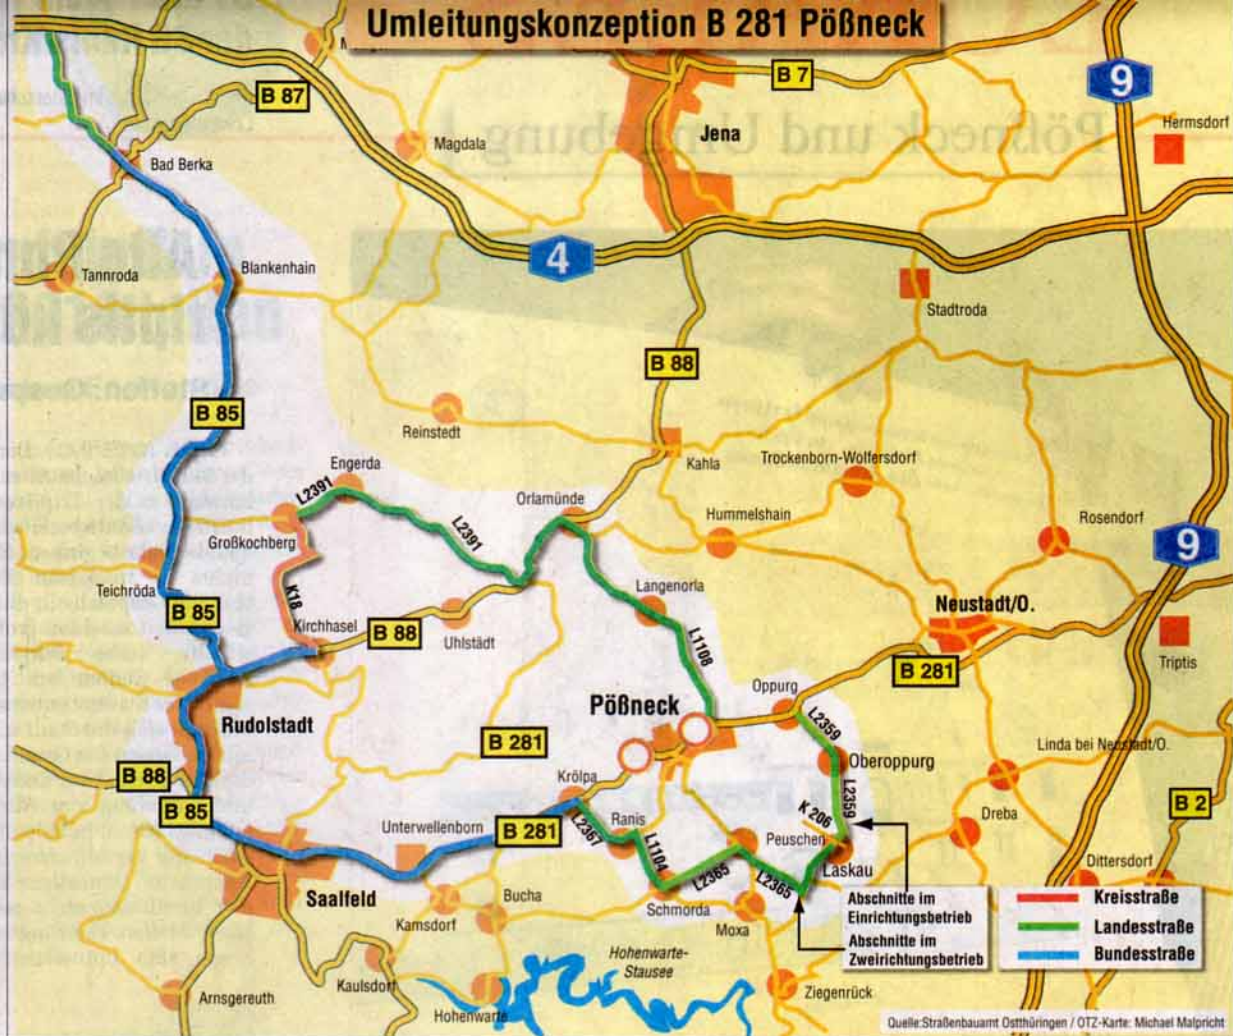 Umleitungskonzeption B 281 Pößneck
B 7
9
B 87
Hermsdorf
Jena
Magdala
Pößneck und Umgebung
Bad Berka
4
Tannroda
Blankenhain
Stadtroda
B 88
B 85
Reinstedt
Kahla
Trockenborn-Wolfersdorf
Engerda
L2391
Orlamünde
Hummelshain
Rosendorf
Großkochberg
L2391
9
Teichröda
K18
Langenorla
B 85
Kirchhasel
B 88
Uhlstädt
Neustadt/O.
L1108
Triptis
B 281
Oppurg
Rudolstadt
Pößneck
L2359
B 281
Linda bei Neustadt/O.
Oberoppurg
B 88
Krölpa
L2359
B 85
B 2
Unterwellenborn
B 281
L2367
Ranis
K 206
Peuschen
Dreba
L1104
Laskau
Dittersdorf
Saalfeld
Bucha
L2365
L2365
Schmorda
Kamsdorf
Moxa
Abschnitte im
Einrichtungsbetrieb
Abschnitte im
Zweirichtungsbetrieb
Kreisstraße
Landesstraße
Bundesstraße
Hohenwarte-
Stausee
Kaulsdorf
Arnsgereuth
Hohenwarte
Ziegenrück
Quelle:Straßenbauamt Ostthüringen / OTZ-Karte: Michael Malpricht